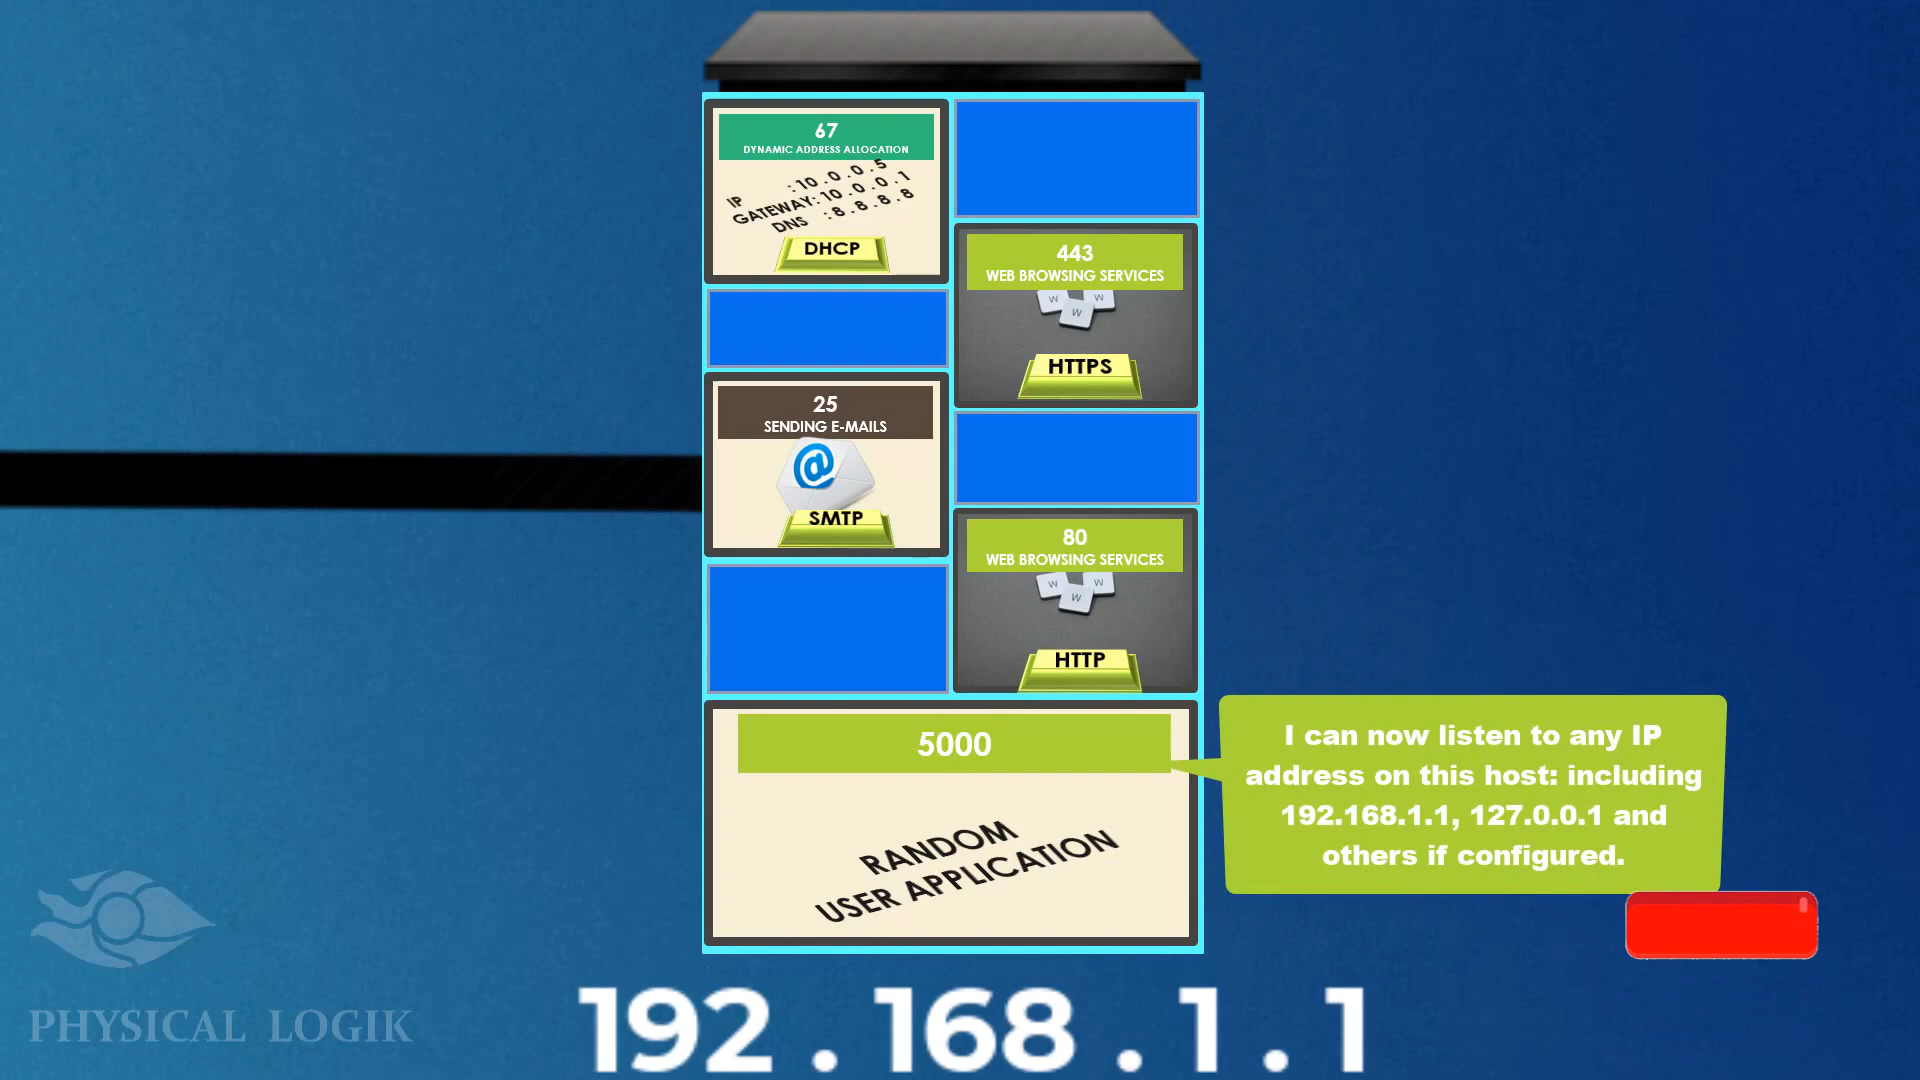 67
DYNAMIC ADDRESS ALLOCATION
IP :10.0.0.5
GATEWAY:10.0.0.1
DNS :8.8.8.8
DHCP
443
WEB BROWSING SERVICES
W W
W
HTTPS
25
SENDING E-MAILS
@
SMTP
80
WEB BROWSING SERVICES
W W
W
HTTP
5000
RANDOM
USER APPLICATION
I can now listen to any IP
address on this host: including
192.168.1.1, 127.0.0.1 and
others if configured.
PHYSICAL LOGIK
192.168.1.1